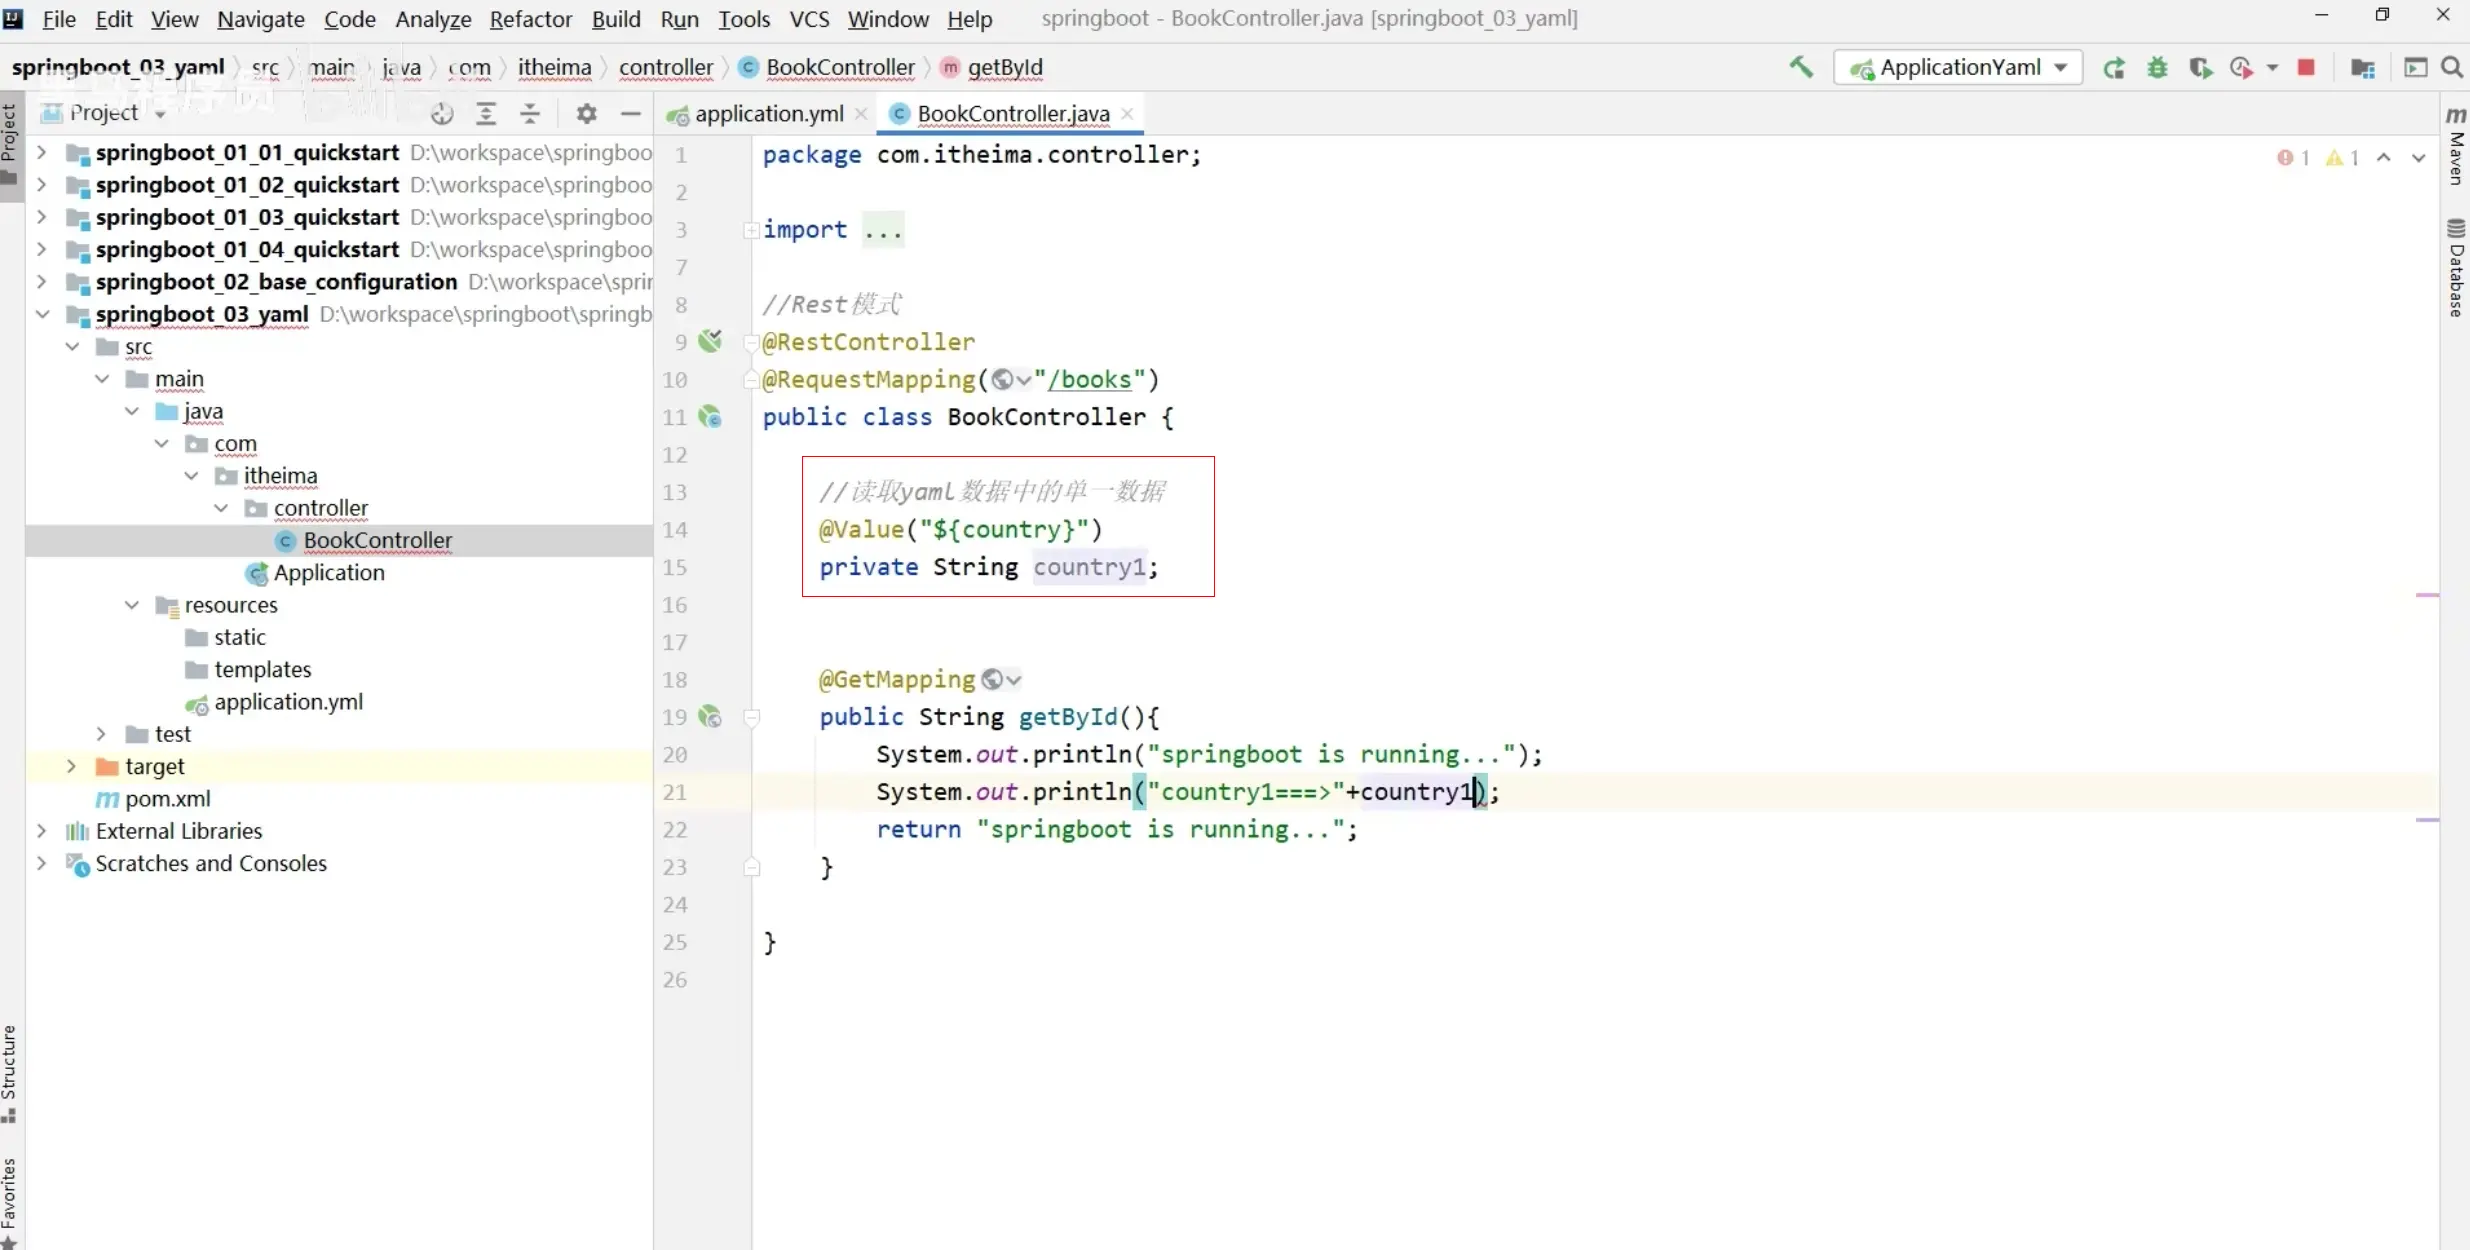 File Edit View Navigate Code Analyze Refactor Build Run Tools VCS Window Help springboot - BookController.java [springboot_03_yaml]
springboot_03_yaml src main java com itheima controller BookController getById ApplicationYaml
Project application.yml BookController.java
Project
Structure
Favorites
springboot_01_01_quickstart D:\workspace\springboo
springboot_01_02_quickstart D:\workspace\springboo
springboot_01_03_quickstart D:\workspace\springboo
springboot_01_04_quickstart D:\workspace\springboo
springboot_02_base_configuration D:\workspace\sprin
springboot_03_yaml D:\workspace\springboot\springb
src
main
java
com
itheima
controller
BookController
Application
resources
static
templates
application.yml
test
target
pom.xml
External Libraries
Scratches and Consoles
1 package com.itheima.controller; 1 1
2
3 import ...
7
8 //Rest模式
9 @RestController
10 @RequestMapping("/books")
11 public class BookController {
12
13 //读取yaml数据中的单一数据
14 @Value("${country}")
15 private String country1;
16
17
18 @GetMapping
19 public String getById(){
20 System.out.println("springboot is running...");
21 System.out.println("country1===>"+country1);
22 return "springboot is running...";
23 }
24
25 }
26
Maven
Database